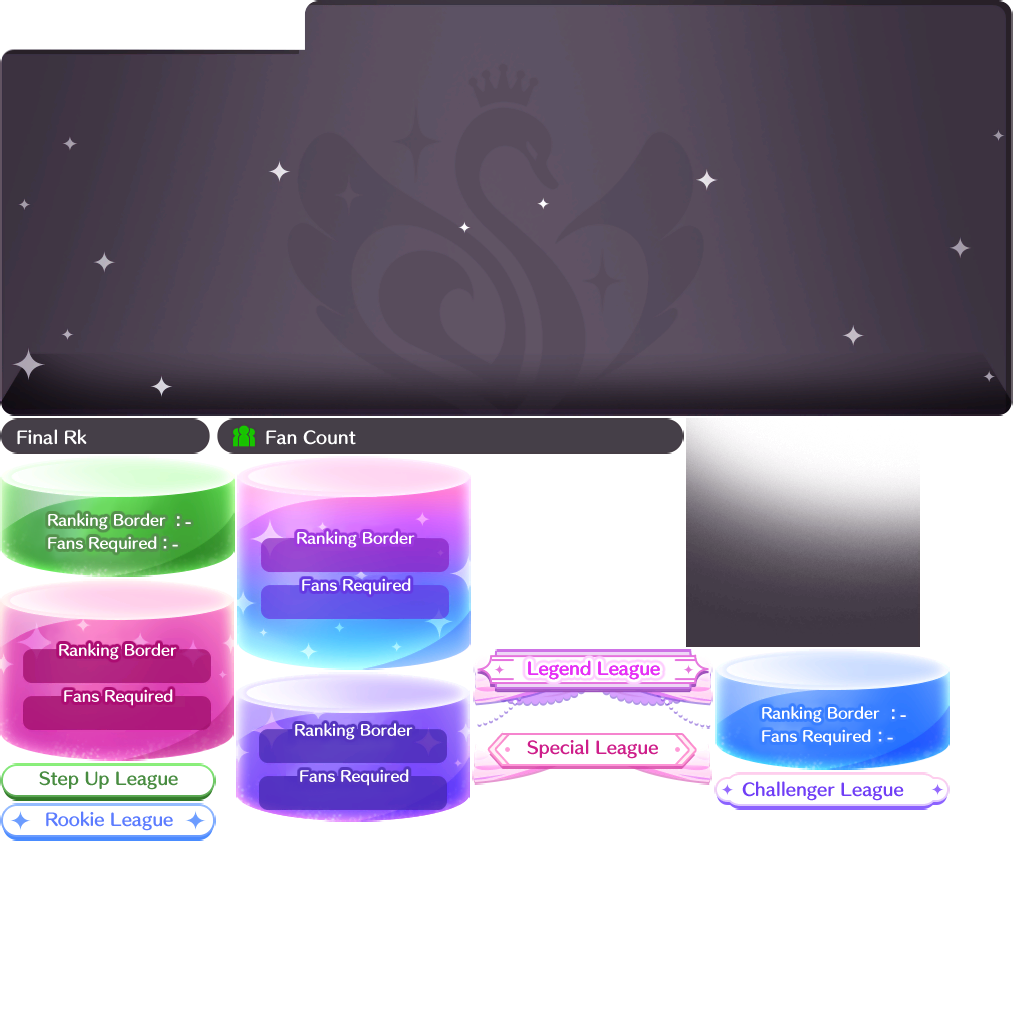 Final Rk
Fan Count
Ranking Border :-
Fans Required :-
Ranking Border
Fans Required
Ranking Border
Fans Required
Legend League
Special League
Ranking Border :-
Fans Required :-
Ranking Border
Fans Required
Step Up League
Challenger League
Rookie League